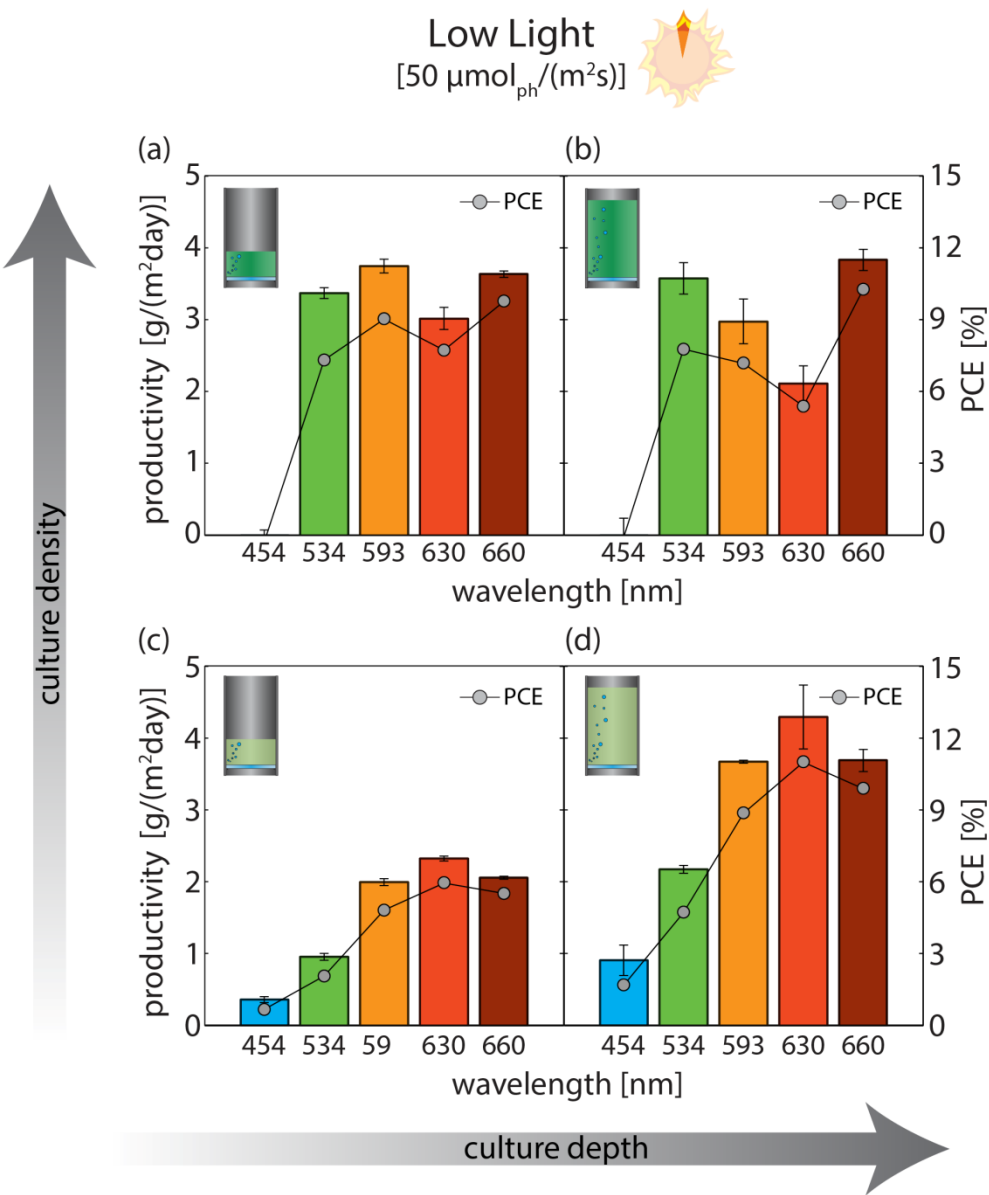 Low Light
[50 μmolph/(m²s)]
(a)
(b)
5
4
3
2
1
0
productivity [g/(m²day)]
PCE
454 534 593 630 660
PCE
454 534 593 630 660
15
12
9
6
3
0
PCE [%]
wavelength [nm]
culture density
(c)
(d)
5
4
3
2
1
0
productivity [g/(m²day)]
PCE
454 534 59 630 660
PCE
454 534 593 630 660
15
12
9
6
3
0
PCE [%]
wavelength [nm]
culture depth